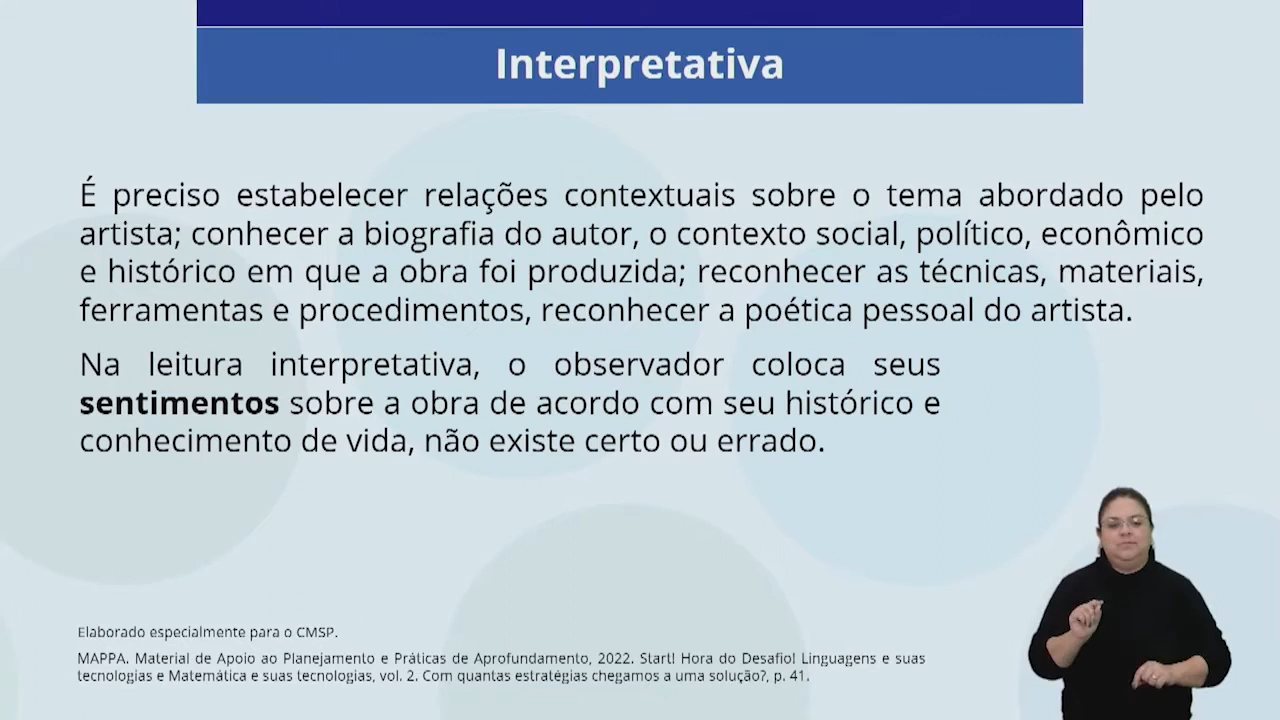 Interpretativa
É preciso estabelecer relações contextuais sobre o tema abordado pelo
artista; conhecer a biografia do autor, o contexto social, político, econômico
e histórico em que a obra foi produzida; reconhecer as técnicas, materiais,
ferramentas e procedimentos, reconhecer a poética pessoal do artista.
Na leitura interpretativa, o observador coloca seus
sentimentos sobre a obra de acordo com seu histórico e
conhecimento de vida, não existe certo ou errado.
Elaborado especialmente para o CMSP.
MAPPA. Material de Apoio ao Planejamento e Práticas de Aprofundamento, 2022. Start! Hora do Desafio! Linguagens e suas
tecnologias e Matemática e suas tecnologias, vol. 2. Com quantas estratégias chegamos a uma solução?, p. 41.